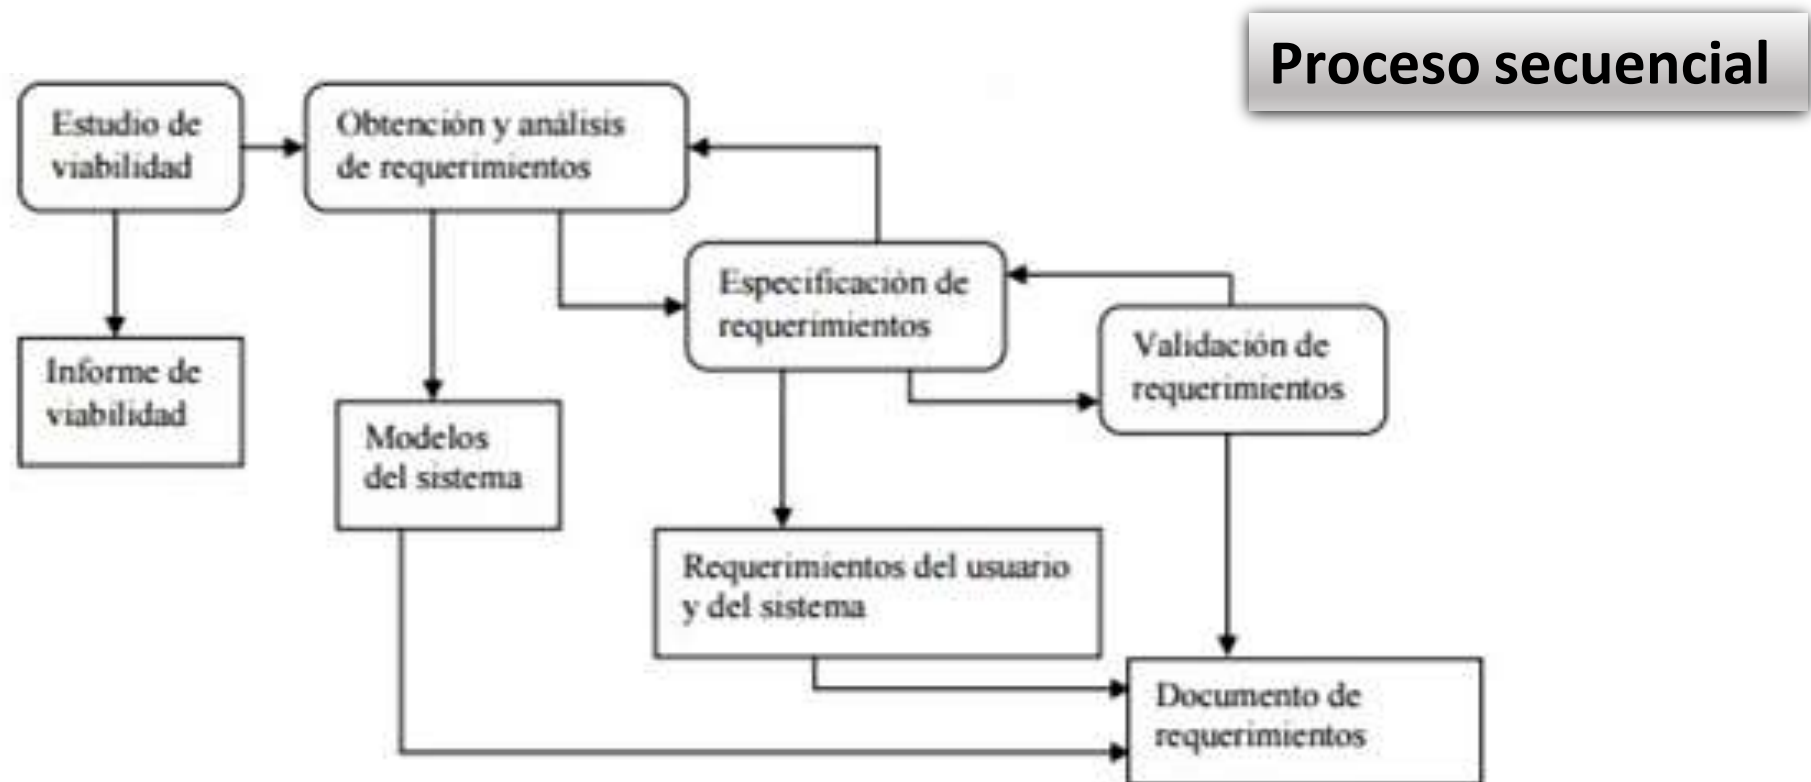 Proceso secuencial
Estudio de
viabilidad
Obtención y análisis
de requerimientos
Especificación de
requerimientos
Validación de
requerimientos
Informe de
viabilidad
Modelos
del sistema
Requerimientos del usuario
y del sistema
Documento de
requerimientos